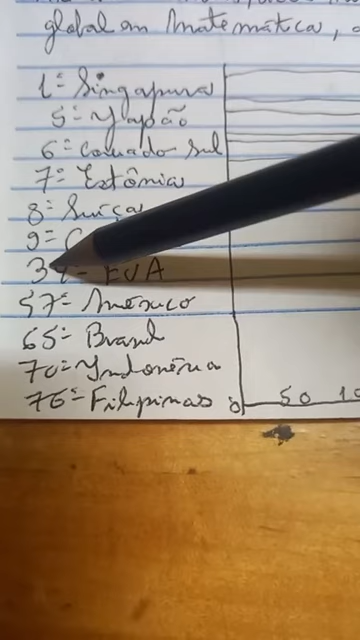 global em matemática,
1º Singapura
5º Japão
6º Coreia do Sul
7º Estônia
8º Suíça
9º C
34º EUA
57º México
65º Brasil
70º Indonésia
76º Filipinas 0 50 10